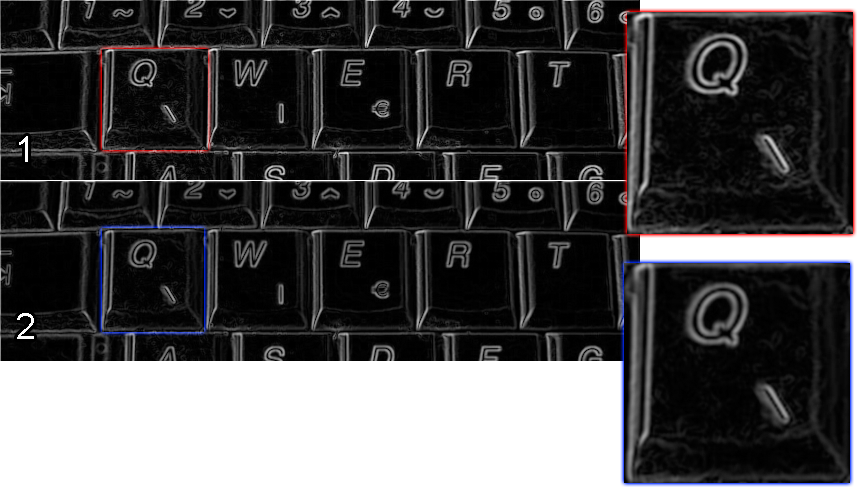 1 ~ 2 ˘ 3 ^ 4 ˘ 5 ° 6
Q W E R T
\ | €
1
A S D F G
1 ~ 2 ˘ 3 ^ 4 ˘ 5 ° 6
Q W E R T
\ | €
2
A S D F G
Q
\
Q
\